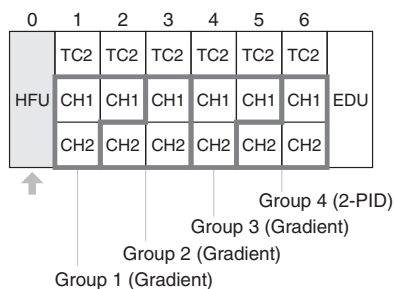 0 1 2 3 4 5 6
TC2 TC2 TC2 TC2 TC2 TC2
HFU CH1 CH1 CH1 CH1 CH1 CH1 EDU
CH2 CH2 CH2 CH2 CH2 CH2
Group 4 (2-PID)
Group 3 (Gradient)
Group 2 (Gradient)
Group 1 (Gradient)